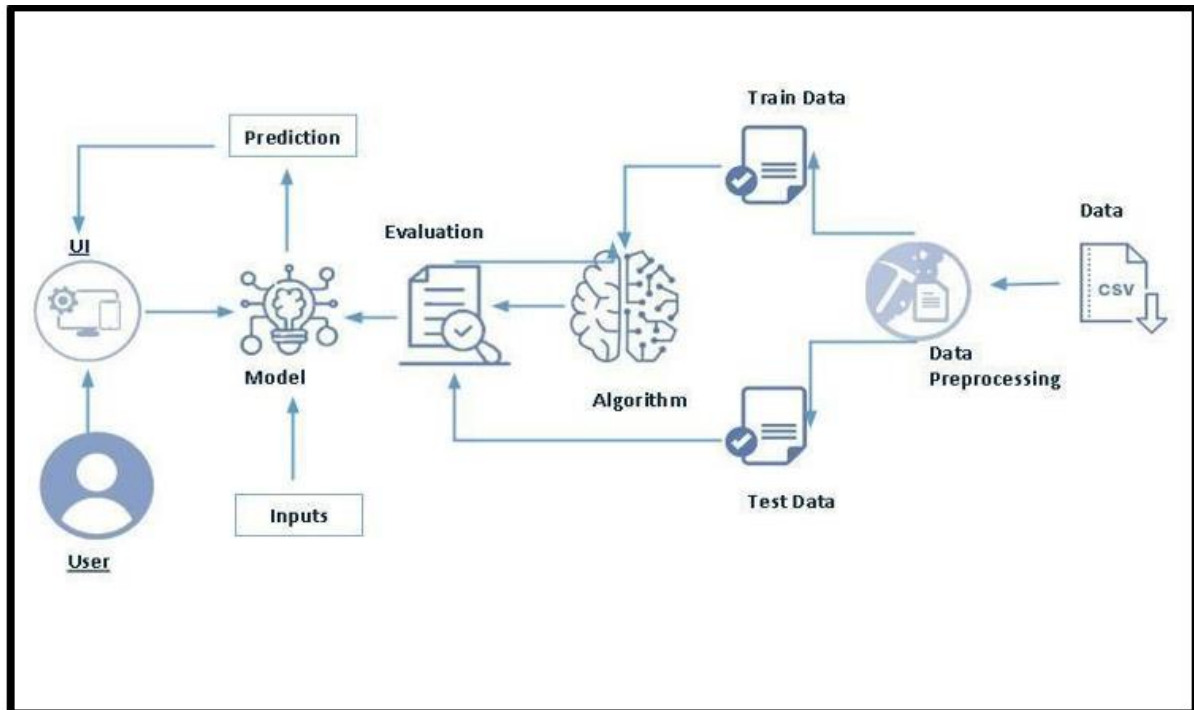 Train Data
Prediction
Data
UI
Evaluation
CSV
Data
Preprocessing
Model
Algorithm
Inputs
Test Data
User